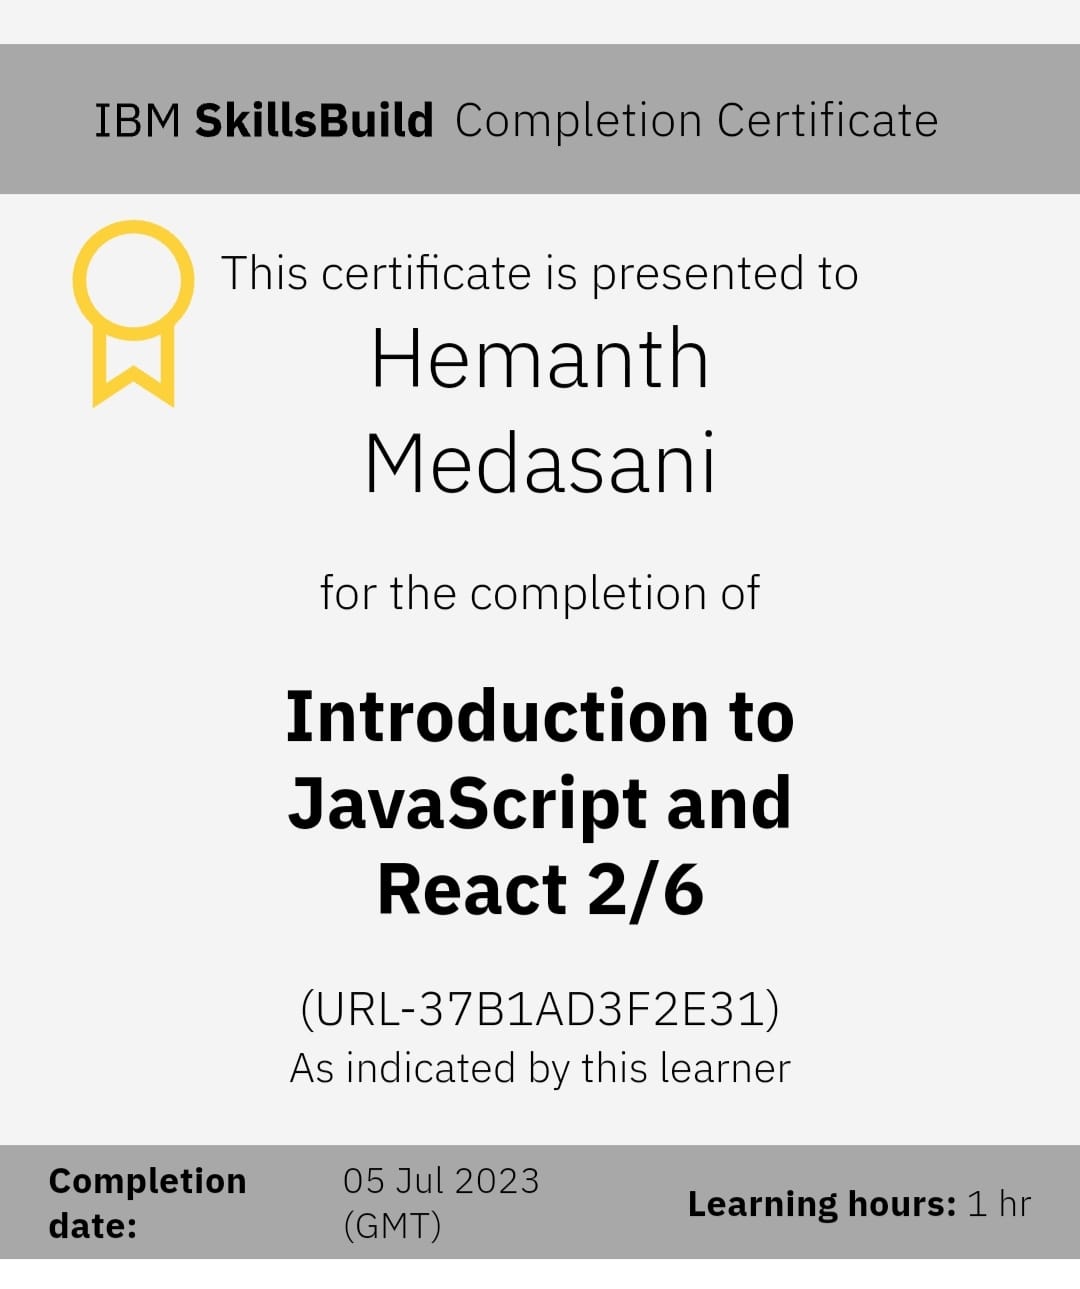 IBM SkillsBuild Completion Certificate
This certificate is presented to
Hemanth
Medasani
for the completion of
Introduction to
JavaScript and
React 2/6
(URL-37B1AD3F2E31)
As indicated by this learner
Completion
date:
05 Jul 2023
(GMT)
Learning hours: 1 hr